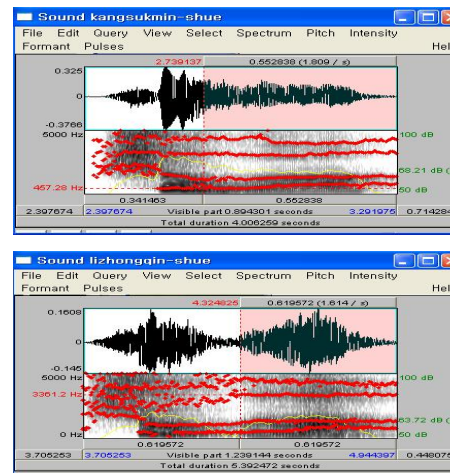 Sound kangsukmin-shue
File Edit Query View Select Spectrum Pitch Intensity
Formant Pulses Hel
2.739137 0.552838 (1.809 / s)
0.325
0
-0.3766
5000 Hz 100 dB
68.21 dB (
457.28 Hz 50 dB
0.341463 0.552838
2.397674 2.397674 Visible part 0.894301 seconds 3.291975 0.714284
Total duration 4.006259 seconds
Sound lizhongqin-shue
File Edit Query View Select Spectrum Pitch Intensity
Formant Pulses Hel
4.324825 0.619572 (1.614 / s)
0.1608
0
-0.145
5000 Hz 100 dB
3361.2 Hz
63.72 dB (
0 Hz 50 dB
0.619572 0.619572
3.705253 3.705253 Visible part 1.239144 seconds 4.944397 0.448075
Total duration 5.392472 seconds